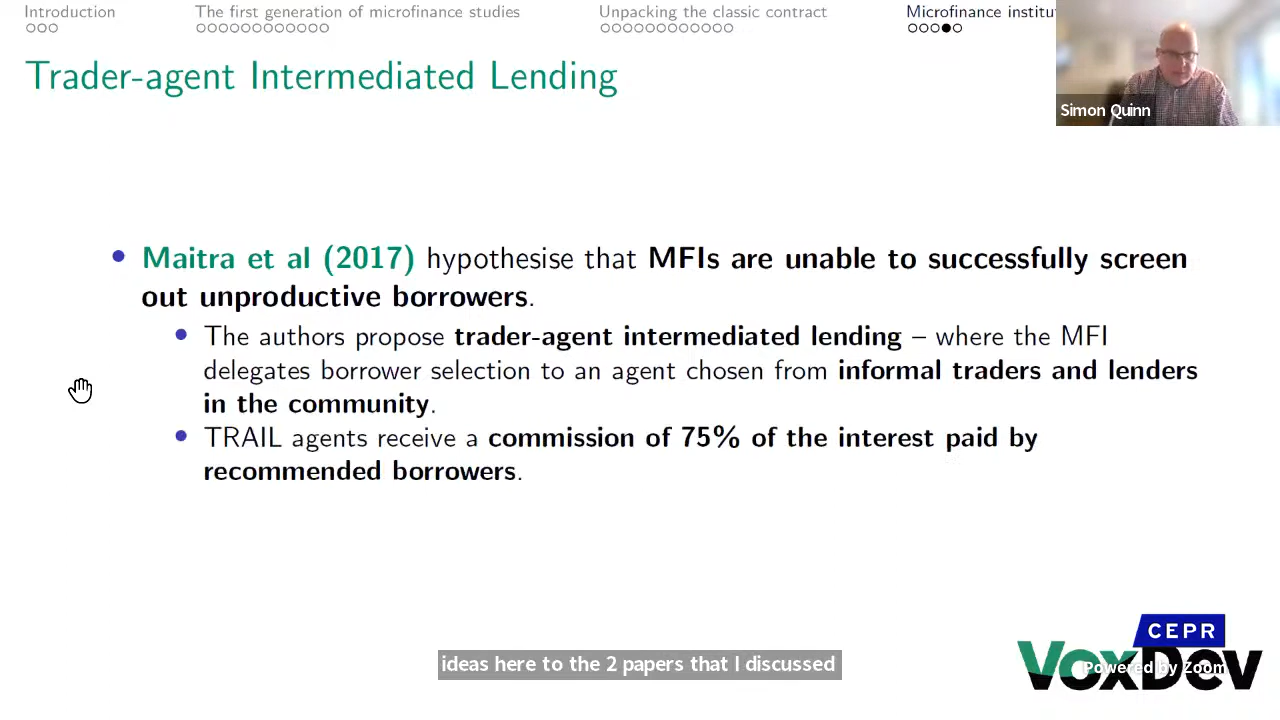 Introduction
The first generation of microfinance studies
Unpacking the classic contract
Microfinance institu
Simon Quinn
Trader-agent Intermediated Lending
Maitra et al (2017) hypothesise that MFIs are unable to successfully screen
out unproductive borrowers.
The authors propose trader-agent intermediated lending – where the MFI
delegates borrower selection to an agent chosen from informal traders and lenders
in the community.
TRAIL agents receive a commission of 75% of the interest paid by
recommended borrowers.
ideas here to the 2 papers that I discussed
CEPR
VoxDev
Powered by Zoom